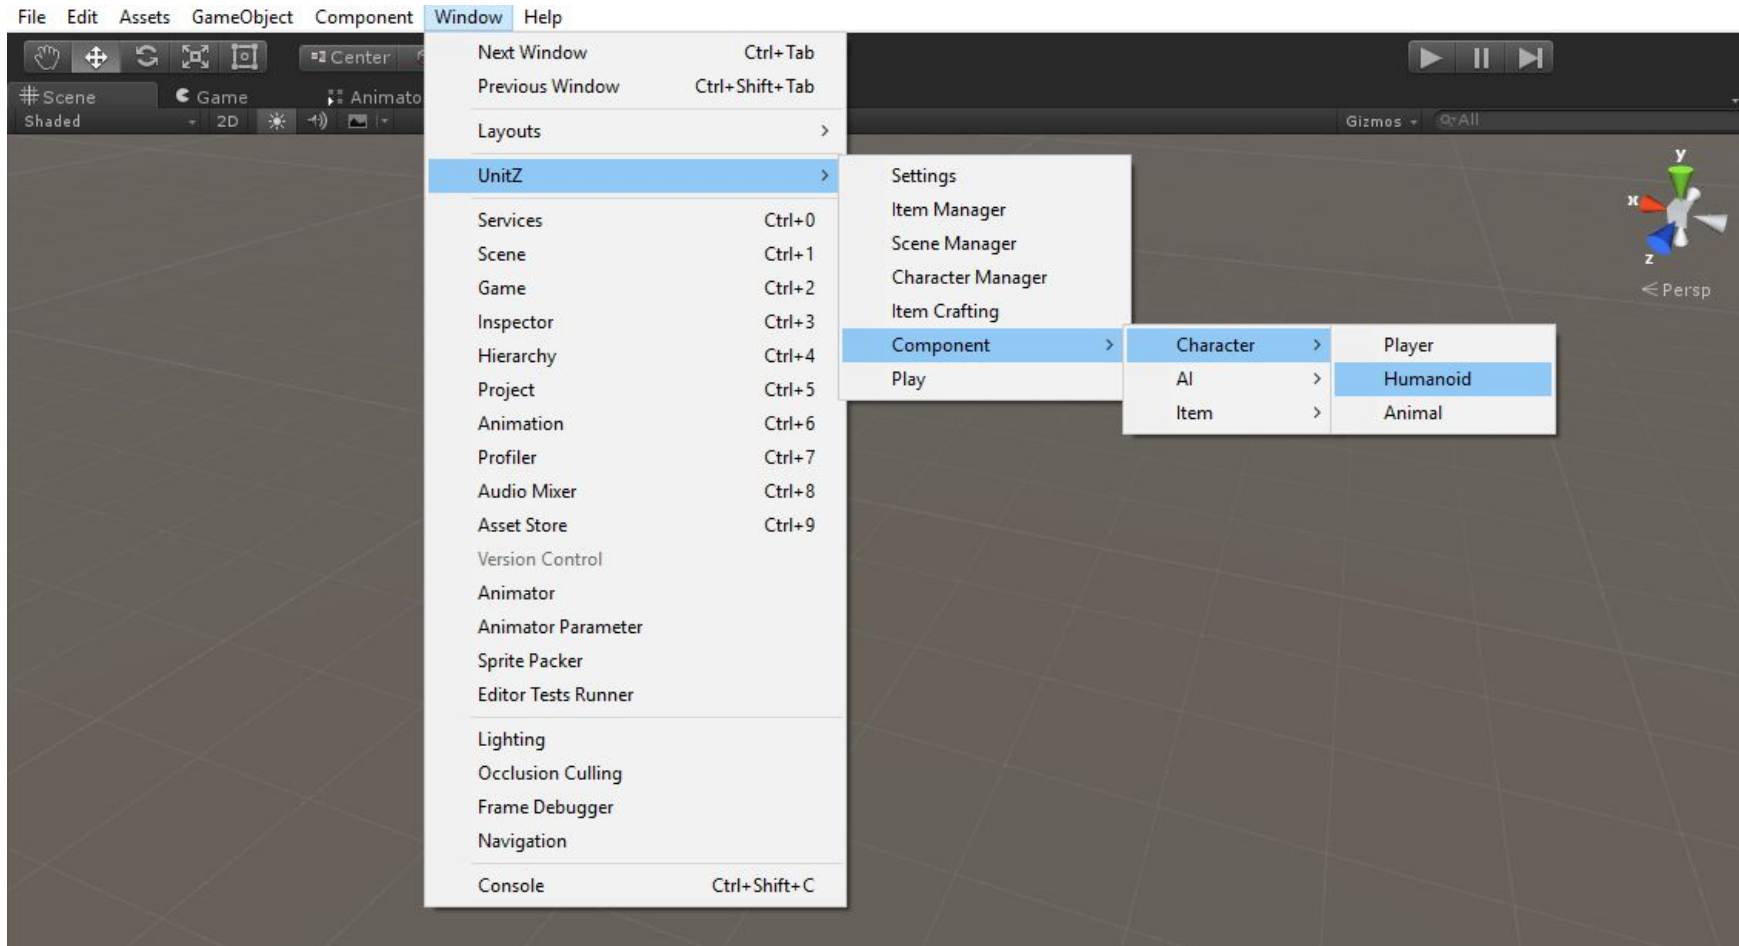 File Edit Assets GameObject Component Window Help
Center
Scene Game Animato
Shaded 2D Gizmos All
Next Window Ctrl+Tab
Previous Window Ctrl+Shift+Tab
Layouts
UnitZ
Services Ctrl+0
Scene Ctrl+1
Game Ctrl+2
Inspector Ctrl+3
Hierarchy Ctrl+4
Project Ctrl+5
Animation Ctrl+6
Profiler Ctrl+7
Audio Mixer Ctrl+8
Asset Store Ctrl+9
Version Control
Animator
Animator Parameter
Sprite Packer
Editor Tests Runner
Lighting
Occlusion Culling
Frame Debugger
Navigation
Console Ctrl+Shift+C
Settings
Item Manager
Scene Manager
Character Manager
Item Crafting
Component
Play
Character
AI
Item
Player
Humanoid
Animal
y
x
z
Persp